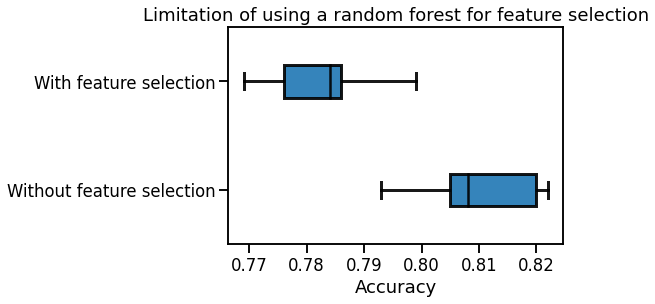 Limitation of using a random forest for feature selection
With feature selection
Without feature selection
0.77 0.78 0.79 0.80 0.81 0.82
Accuracy